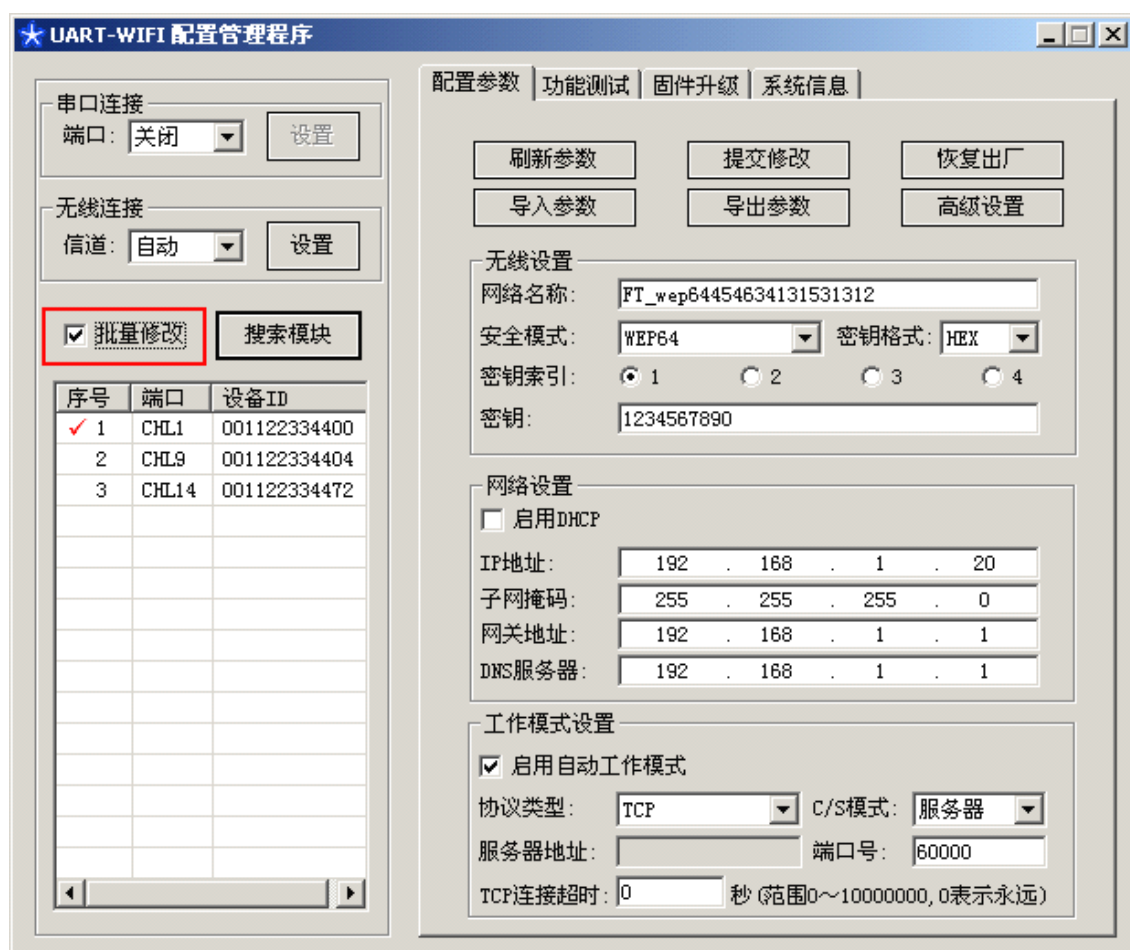 UART-WIFI 配置管理程序
串口连接
端口: 关闭 设置
无线连接
信道: 自动 设置
批量修改 搜索模块
序号 端口 设备ID
1 CHL1 001122334400
2 CHL9 001122334404
3 CHL14 001122334472
配置参数 功能测试 固件升级 系统信息
刷新参数 提交修改 恢复出厂
导入参数 导出参数 高级设置
无线设置
网络名称: FT_wep64454634131531312
安全模式: WEP64 密钥格式: HEX
密钥索引: 1 2 3 4
密钥: 1234567890
网络设置
启用DHCP
IP地址: 192 . 168 . 1 . 20
子网掩码: 255 . 255 . 255 . 0
网关地址: 192 . 168 . 1 . 1
DNS服务器: 192 . 168 . 1 . 1
工作模式设置
启用自动工作模式
协议类型: TCP C/S模式: 服务器
服务器地址: 端口号: 60000
TCP连接超时: 0 秒(范围0～10000000,0表示永远)